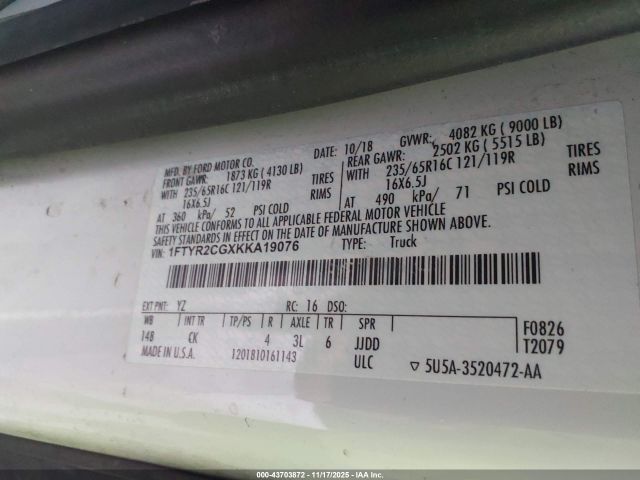 MFD. BY FORD MOTOR CO. DATE: 10/18 GVWR: 4082 KG ( 9000 LB)
FRONT GAWR: 1873 KG ( 4130 LB) REAR GAWR: 2502 KG ( 5515 LB)
WITH 235/65R16C 121/119R TIRES WITH 235/65R16C 121/119R TIRES
16X6.5J RIMS 16X6.5J RIMS
AT 360 kPa/ 52 PSI COLD AT 490 kPa/ 71 PSI COLD
THIS VEHICLE CONFORMS TO ALL APPLICABLE FEDERAL MOTOR VEHICLE
SAFETY STANDARDS IN EFFECT ON THE DATE OF MANUFACTURE SHOWN ABOVE.
VIN: 1FTYR2CGXKKA19076 TYPE: Truck
EXT PNT: YZ RC: 16 DSO:
WB INT TR TP/PS R AXLE TR SPR F0826
148 CK 4 3L 6 JJDD T2079
MADE IN U.S.A. 1201810161143 ULC ▽ 5U5A-3520472-AA
000-43703872 - 11/17/2025 - IAAI.Inc.